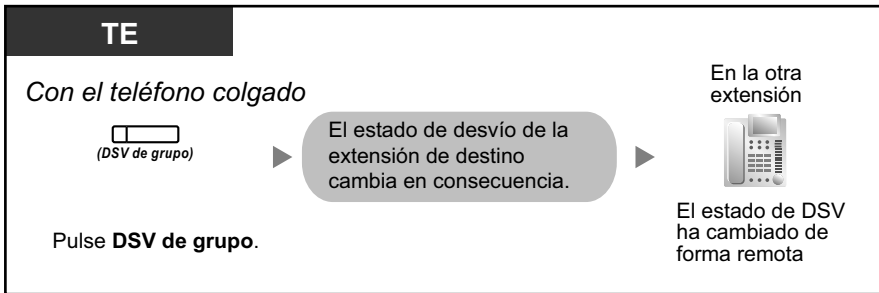 TE
Con el teléfono colgado
(DSV de grupo)
Pulse DSV de grupo.
El estado de desvío de la
extensión de destino
cambia en consecuencia.
En la otra
extensión
El estado de DSV
ha cambiado de
forma remota